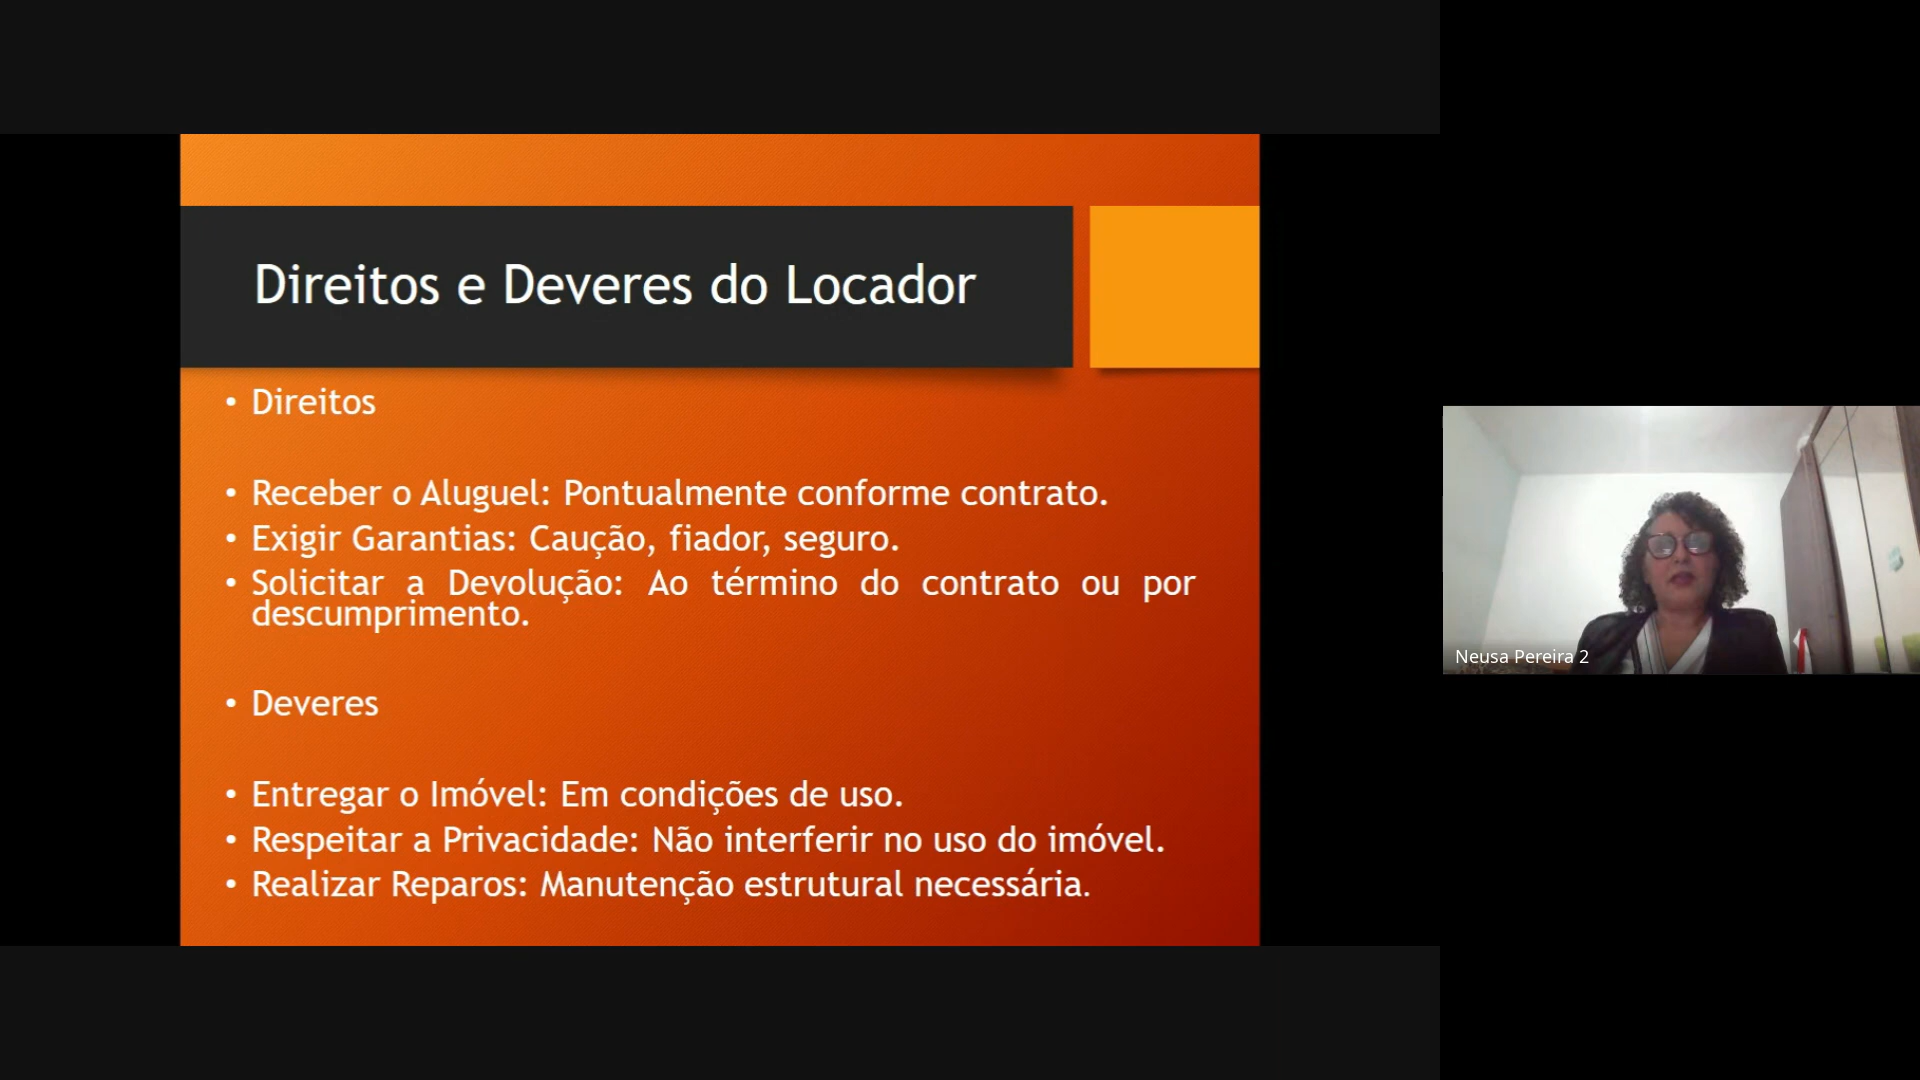 Direitos e Deveres do Locador
• Direitos
• Receber o Aluguel: Pontualmente conforme contrato.
• Exigir Garantias: Caução, fiador, seguro.
• Solicitar a Devolução: Ao término do contrato ou por
descumprimento.
• Deveres
• Entregar o Imóvel: Em condições de uso.
• Respeitar a Privacidade: Não interferir no uso do imóvel.
• Realizar Reparos: Manutenção estrutural necessária.
Neusa Pereira 2